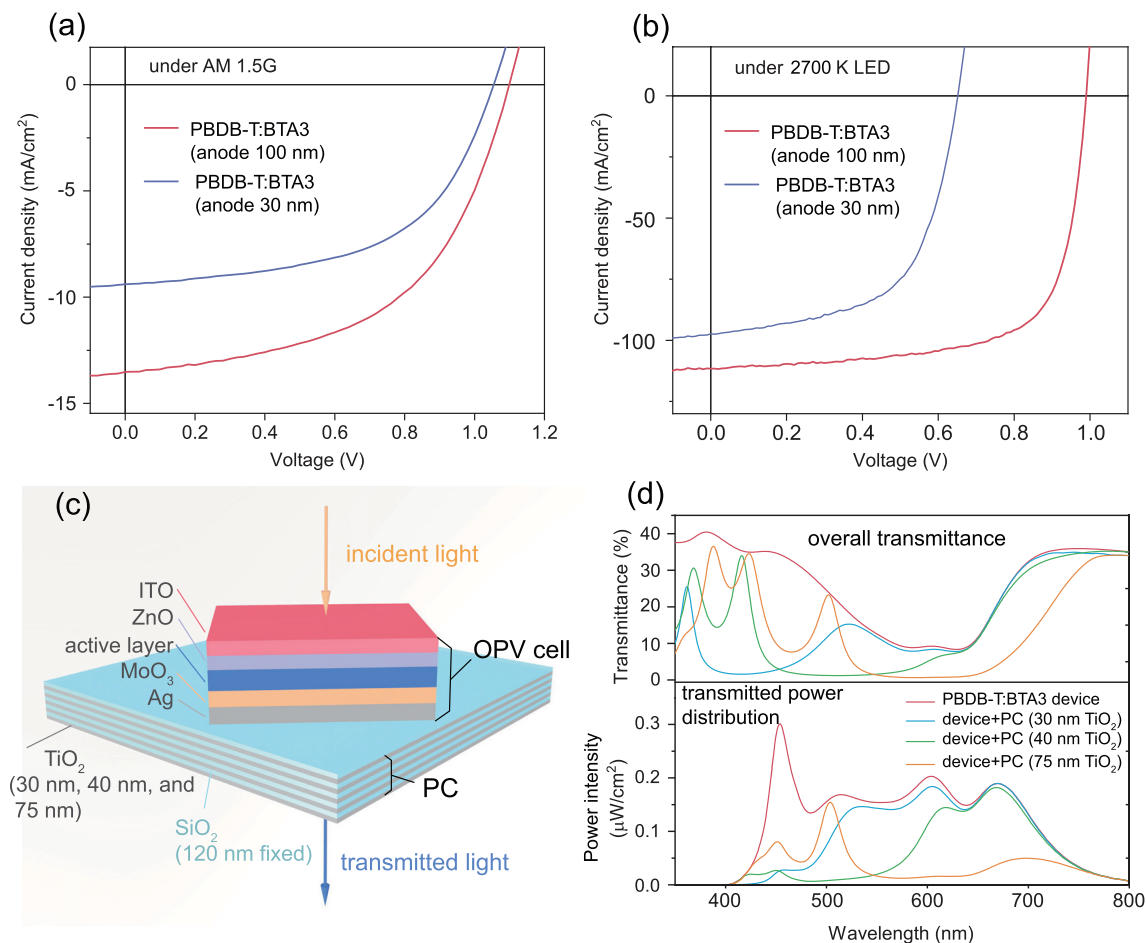 (a)
under AM 1.5G
PBDB-T:BTA3
(anode 100 nm)
PBDB-T:BTA3
(anode 30 nm)
Current density (mA/cm²)
0
-5
-10
-15
0.0 0.2 0.4 0.6 0.8 1.0 1.2
Voltage (V)
(b)
under 2700 K LED
PBDB-T:BTA3
(anode 100 nm)
PBDB-T:BTA3
(anode 30 nm)
Current density (mA/cm²)
0
-50
-100
0.0 0.2 0.4 0.6 0.8 1.0
Voltage (V)
(c)
incident light
ITO
ZnO
active layer
MoO₃
Ag
OPV cell
TiO₂
(30 nm, 40 nm, and
75 nm)
PC
SiO₂
(120 nm fixed)
transmitted light
(d)
overall transmittance
Transmittance (%)
40
30
20
10
0
transmitted power
distribution
PBDB-T:BTA3 device
device+PC (30 nm TiO₂)
device+PC (40 nm TiO₂)
device+PC (75 nm TiO₂)
Power intensity
(μW/cm²)
0.3
0.2
0.1
0.0
400 500 600 700 800
Wavelength (nm)